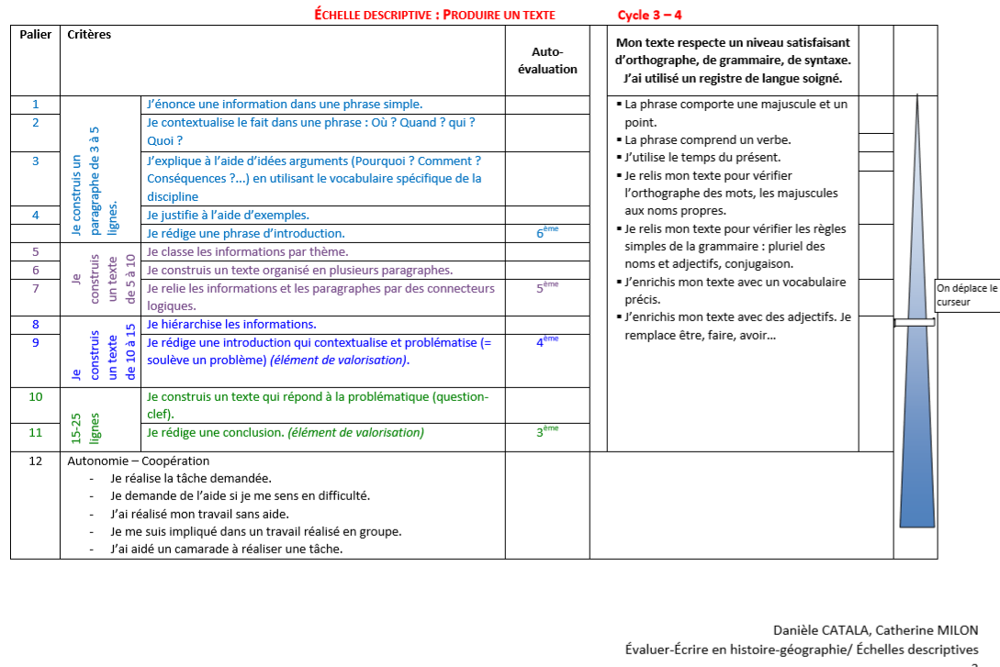 ÉCHELLE DESCRIPTIVE : PRODUIRE UN TEXTE Cycle 3 – 4
Palier Critères
Auto-
évaluation
Mon texte respecte un niveau satisfaisant
d’orthographe, de grammaire, de syntaxe.
J’ai utilisé un registre de langue soigné.
Je construis un
paragraphe de 3 à 5
lignes.
1 J’énonce une information dans une phrase simple.
2 Je contextualise le fait dans une phrase : Où ? Quand ? qui ?
Quoi ?
3 J’explique à l’aide d’idées arguments (Pourquoi ? Comment ?
Conséquences ?...) en utilisant le vocabulaire spécifique de la
discipline
4 Je justifie à l’aide d’exemples.
Je rédige une phrase d’introduction. 6ème
Je
construis
un texte
de 5 à 10
5 Je classe les informations par thème.
6 Je construis un texte organisé en plusieurs paragraphes.
7 Je relie les informations et les paragraphes par des connecteurs
logiques.
5ème
Je
construis
un texte
de 10 à 15
8 Je hiérarchise les informations.
9 Je rédige une introduction qui contextualise et problématise (=
soulève un problème) (élément de valorisation).
4ème
15-25
lignes
10 Je construis un texte qui répond à la problématique (question-
clef).
11 Je rédige une conclusion. (élément de valorisation) 3ème
12 Autonomie – Coopération
- Je réalise la tâche demandée.
- Je demande de l’aide si je me sens en difficulté.
- J’ai réalisé mon travail sans aide.
- Je me suis impliqué dans un travail réalisé en groupe.
- J’ai aidé un camarade à réaliser une tâche.
▪ La phrase comporte une majuscule et un
point.
▪ La phrase comprend un verbe.
▪ J’utilise le temps du présent.
▪ Je relis mon texte pour vérifier
l’orthographe des mots, les majuscules
aux noms propres.
▪ Je relis mon texte pour vérifier les règles
simples de la grammaire : pluriel des
noms et adjectifs, conjugaison.
▪ J’enrichis mon texte avec un vocabulaire
précis.
▪ J’enrichis mon texte avec des adjectifs. Je
remplace être, faire, avoir…
On déplace le
curseur
Danièle CATALA, Catherine MILON
Évaluer-Écrire en histoire-géographie/ Échelles descriptives